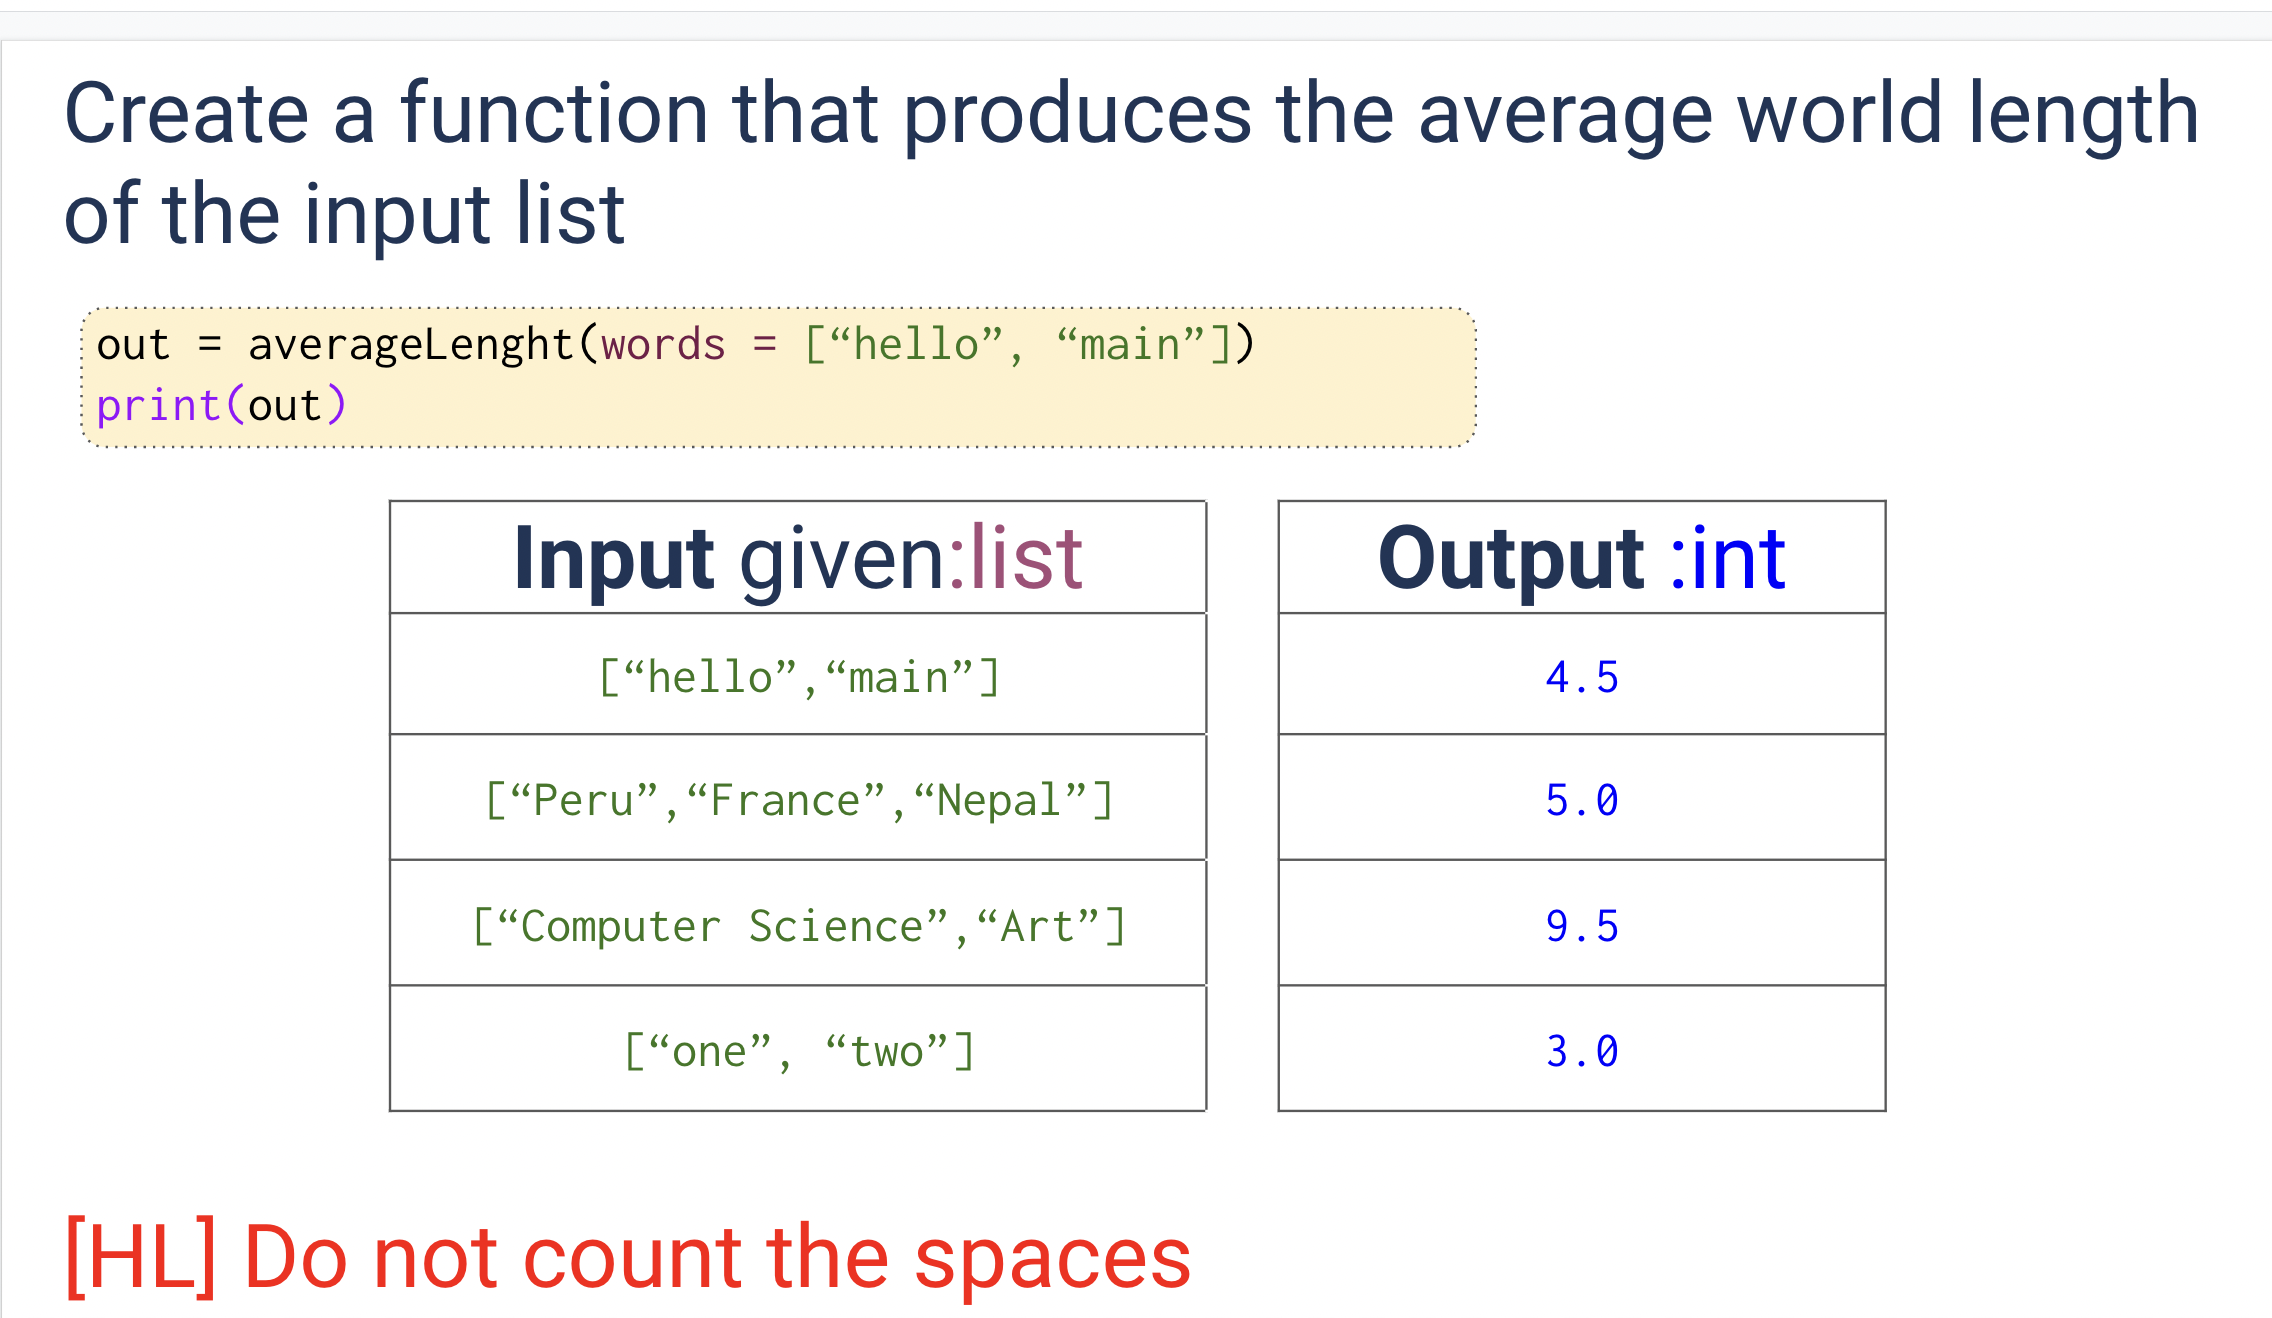 Create a function that produces the average world length
of the input list
out = averageLenght(words = [“hello”, “main”])
print(out)
Input given:list Output :int
[“hello”,“main”] 4.5
[“Peru”,“France”,“Nepal”] 5.0
[“Computer Science”,“Art”] 9.5
[“one”, “two”] 3.0
[HL] Do not count the spaces